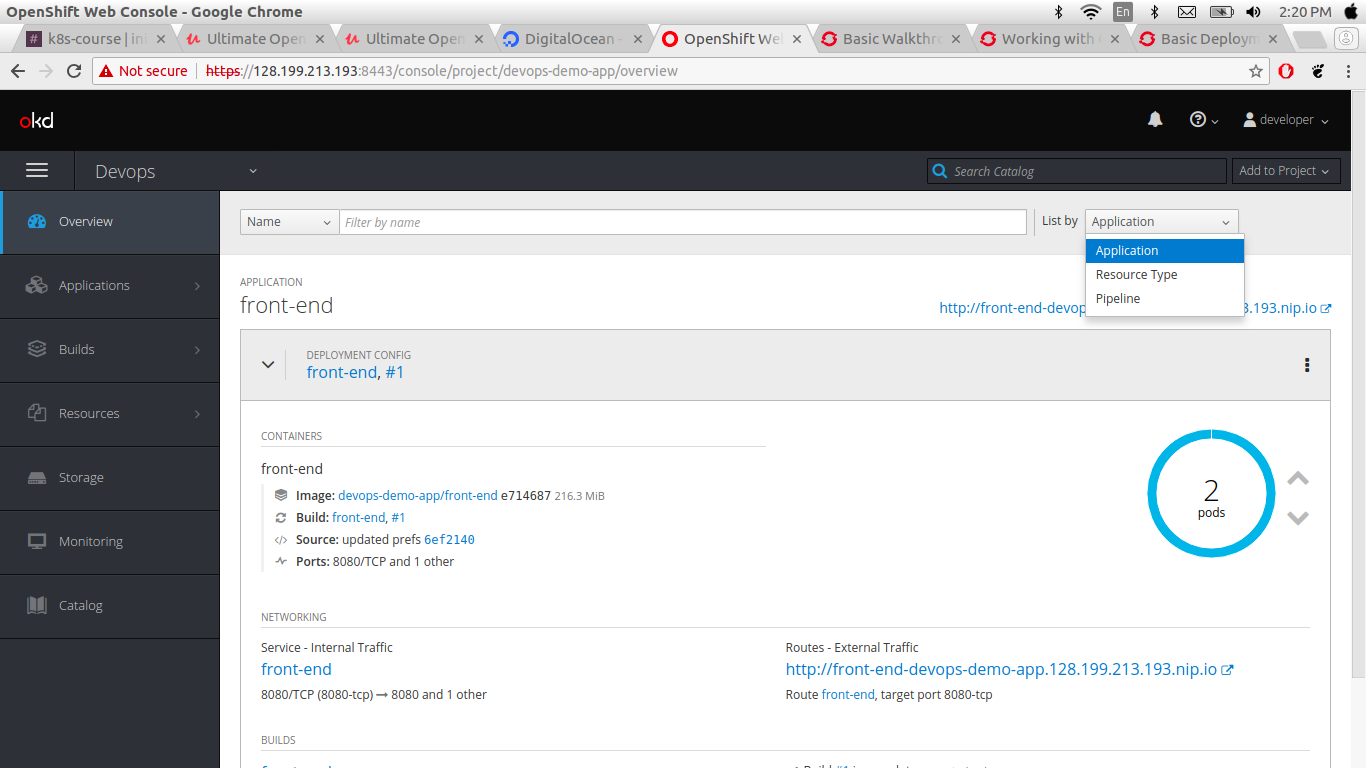 OpenShift Web Console - Google Chrome
En
2:20 PM
# k8s-course | in
Ultimate Open
Ultimate Open
DigitalOcean -
OpenShift We
Basic Walkthr
Working with
Basic Deploym
Not secure https://128.199.213.193:8443/console/project/devops-demo-app/overview
okd
developer
Devops
Search Catalog
Add to Project
Overview
Applications
Builds
Resources
Storage
Monitoring
Catalog
Name
Filter by name
List by
Application
Application
Resource Type
Pipeline
APPLICATION
front-end
http://front-end-devop
.193.nip.io
DEPLOYMENT CONFIG
front-end, #1
CONTAINERS
front-end
Image: devops-demo-app/front-end e714687 216.3 MiB
Build: front-end, #1
</> Source: updated prefs 6ef2140
Ports: 8080/TCP and 1 other
2
pods
NETWORKING
Service - Internal Traffic
front-end
8080/TCP (8080-tcp) → 8080 and 1 other
Routes - External Traffic
http://front-end-devops-demo-app.128.199.213.193.nip.io
Route front-end, target port 8080-tcp
BUILDS